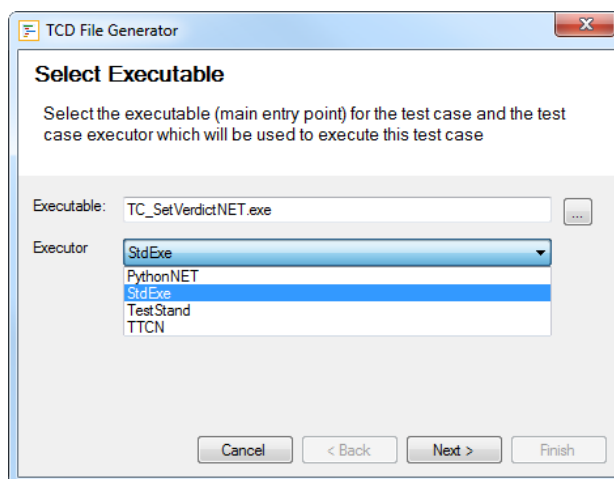 TCD File Generator
Select Executable
Select the executable (main entry point) for the test case and the test
case executor which will be used to execute this test case
Executable: TC_SetVerdictNET.exe ...
Executor StdExe
PythonNET
StdExe
TestStand
TTCN
Cancel < Back Next > Finish